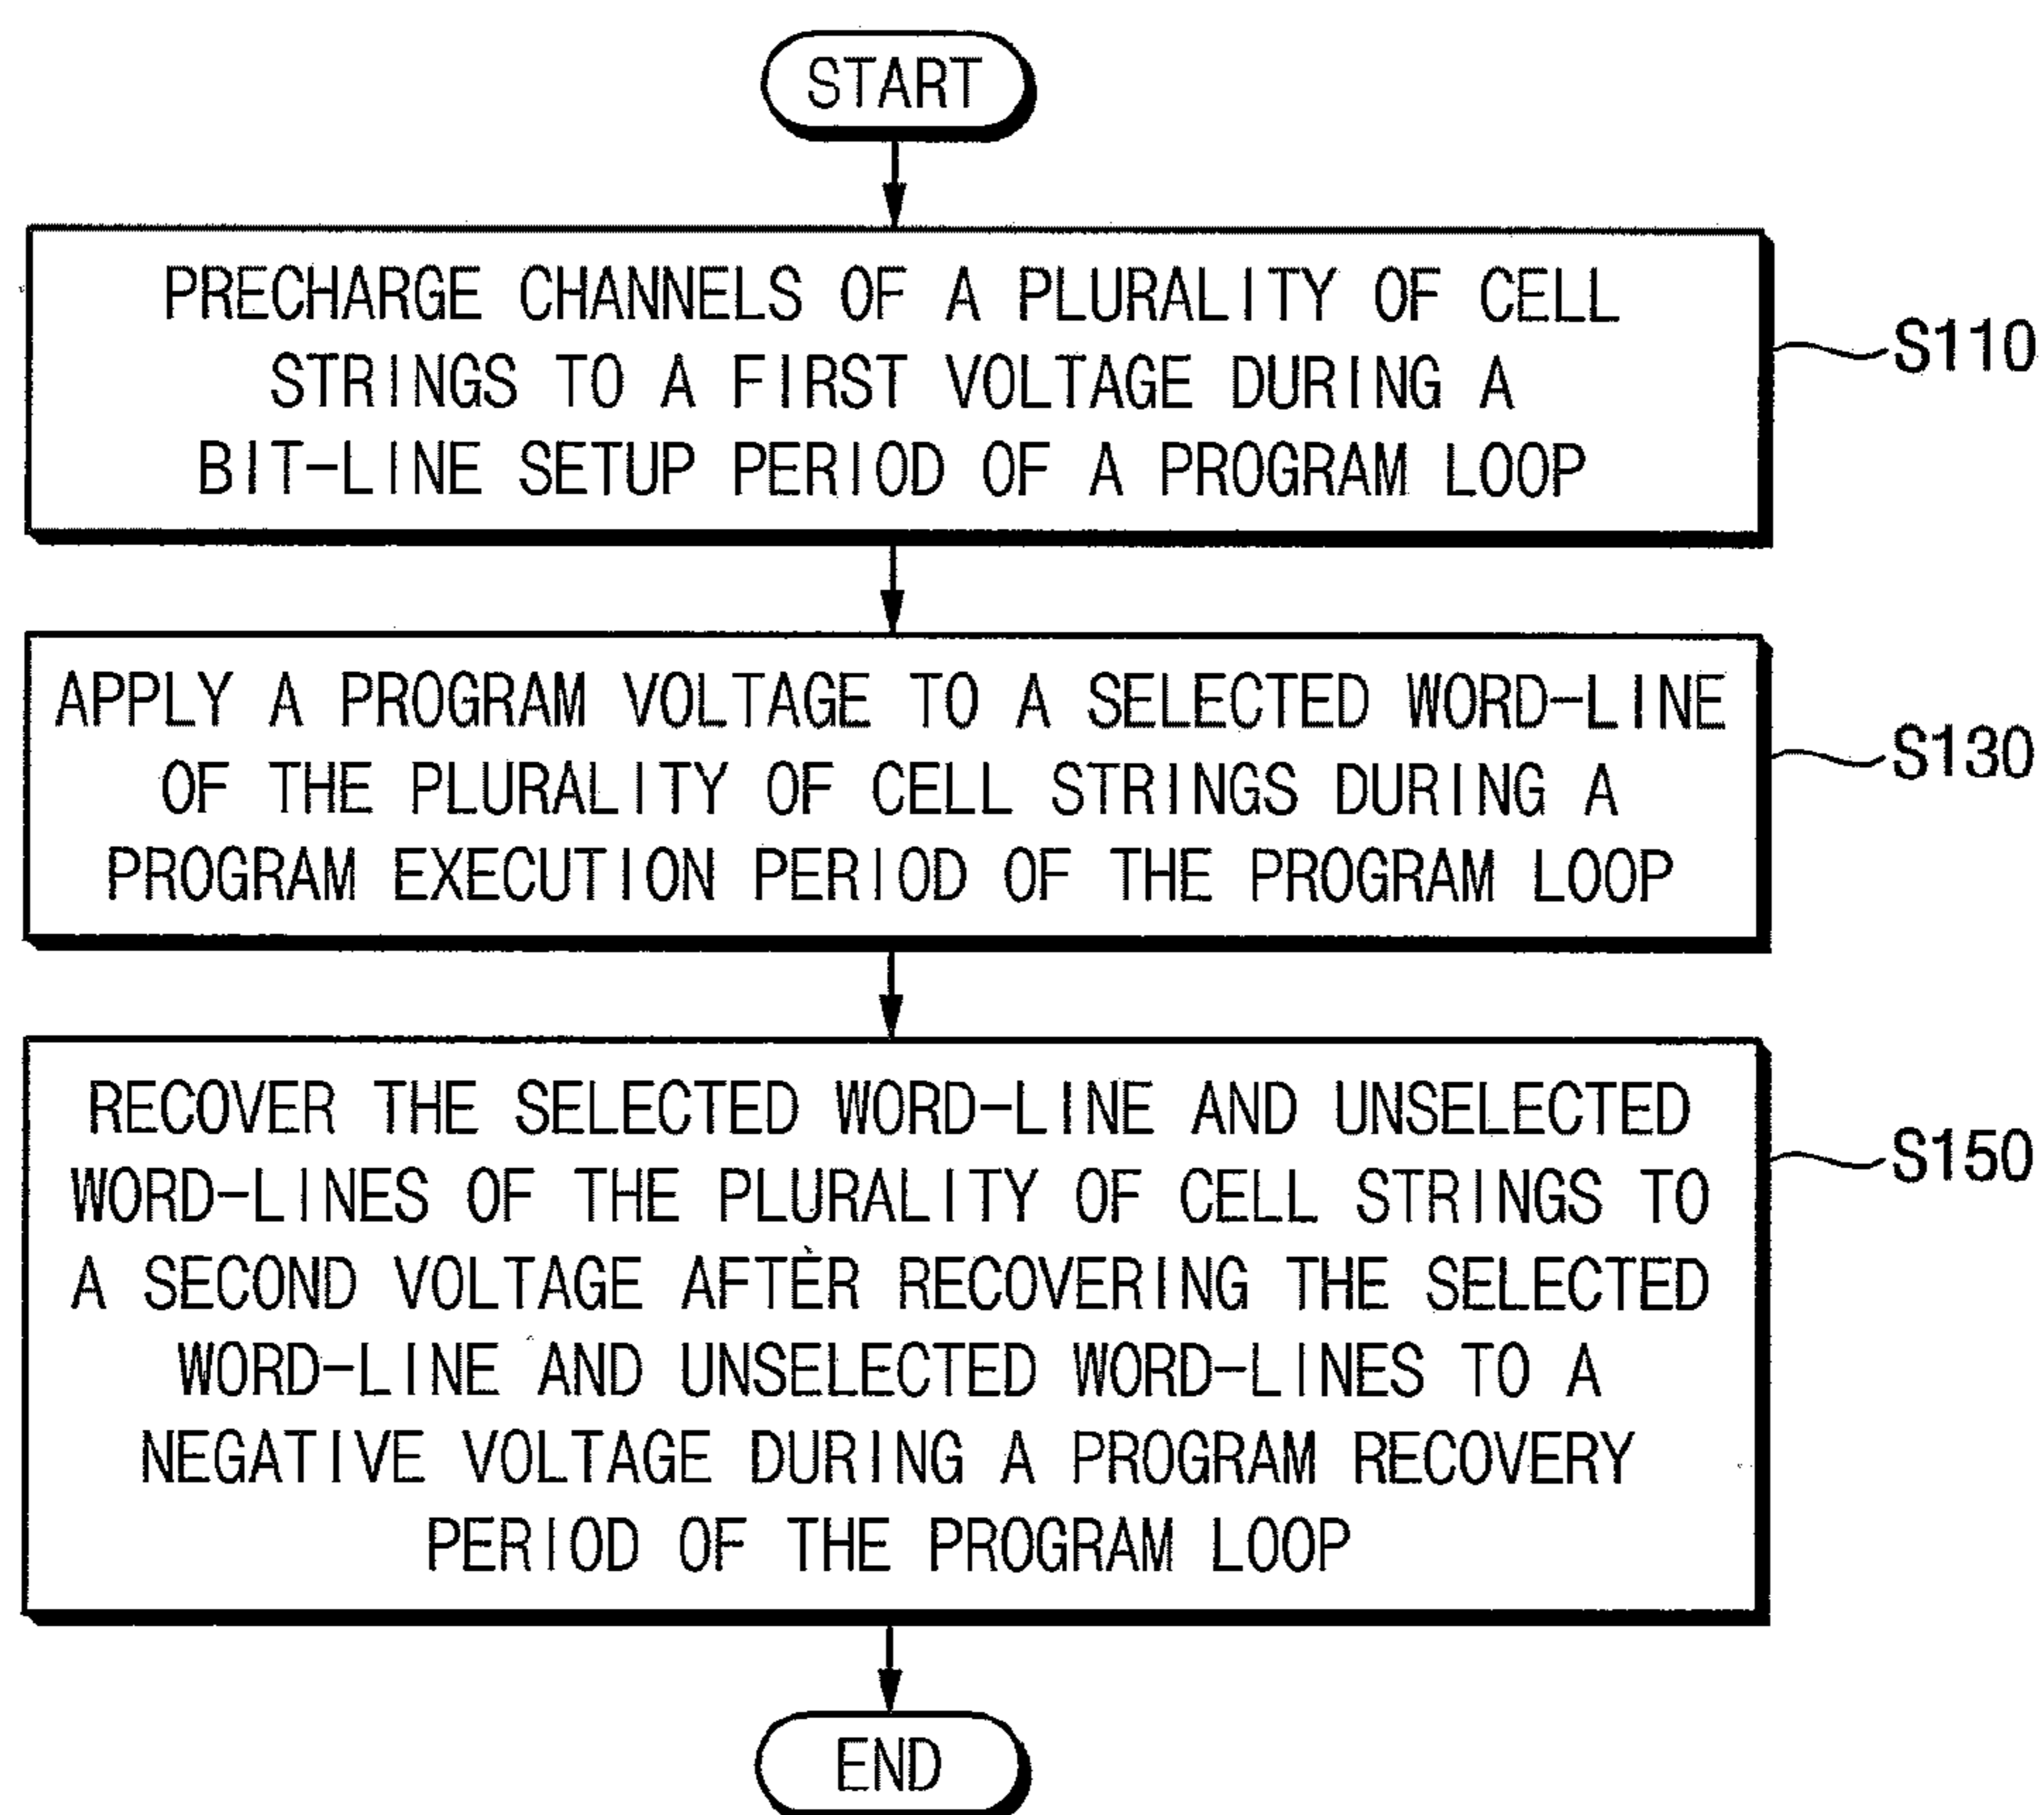 START
PRECHARGE CHANNELS OF A PLURALITY OF CELL
STRINGS TO A FIRST VOLTAGE DURING A
BIT-LINE SETUP PERIOD OF A PROGRAM LOOP
S110
APPLY A PROGRAM VOLTAGE TO A SELECTED WORD-LINE
OF THE PLURALITY OF CELL STRINGS DURING A
PROGRAM EXECUTION PERIOD OF THE PROGRAM LOOP
S130
RECOVER THE SELECTED WORD-LINE AND UNSELECTED
WORD-LINES OF THE PLURALITY OF CELL STRINGS TO
A SECOND VOLTAGE AFTER RECOVERING THE SELECTED
WORD-LINE AND UNSELECTED WORD-LINES TO A
NEGATIVE VOLTAGE DURING A PROGRAM RECOVERY
PERIOD OF THE PROGRAM LOOP
S150
END